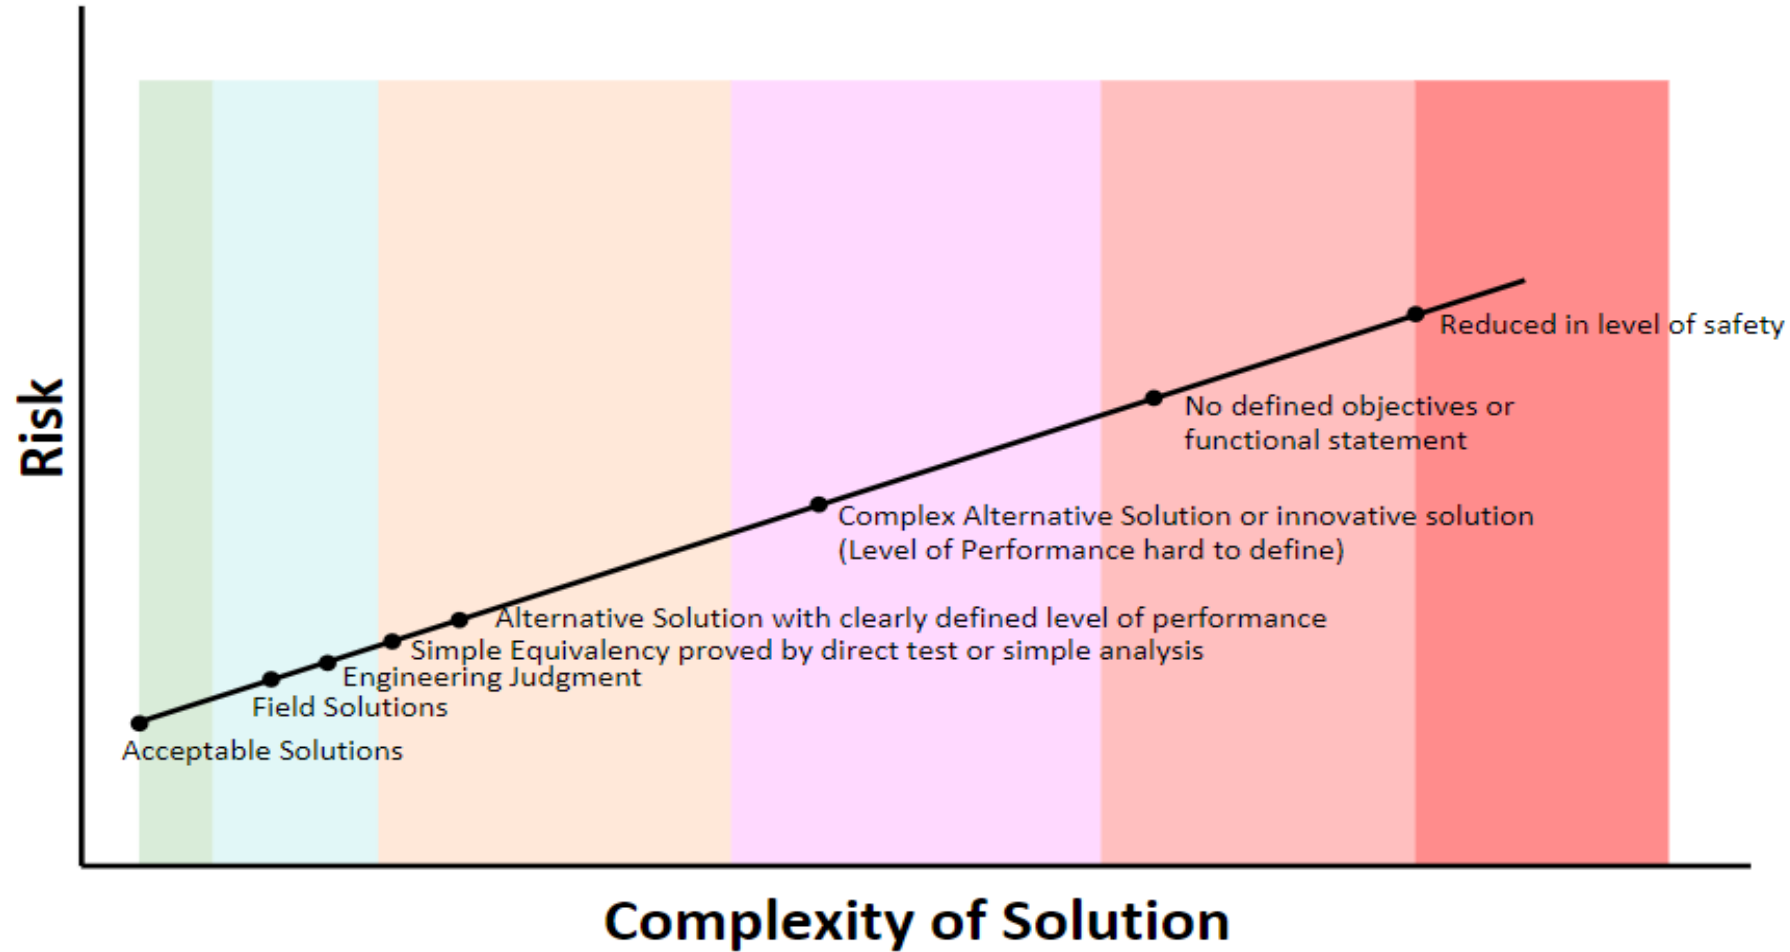 Risk
Reduced in level of safety
No defined objectives or
functional statement
Complex Alternative Solution or innovative solution
(Level of Performance hard to define)
Alternative Solution with clearly defined level of performance
Simple Equivalency proved by direct test or simple analysis
Engineering Judgment
Field Solutions
Acceptable Solutions
Complexity of Solution